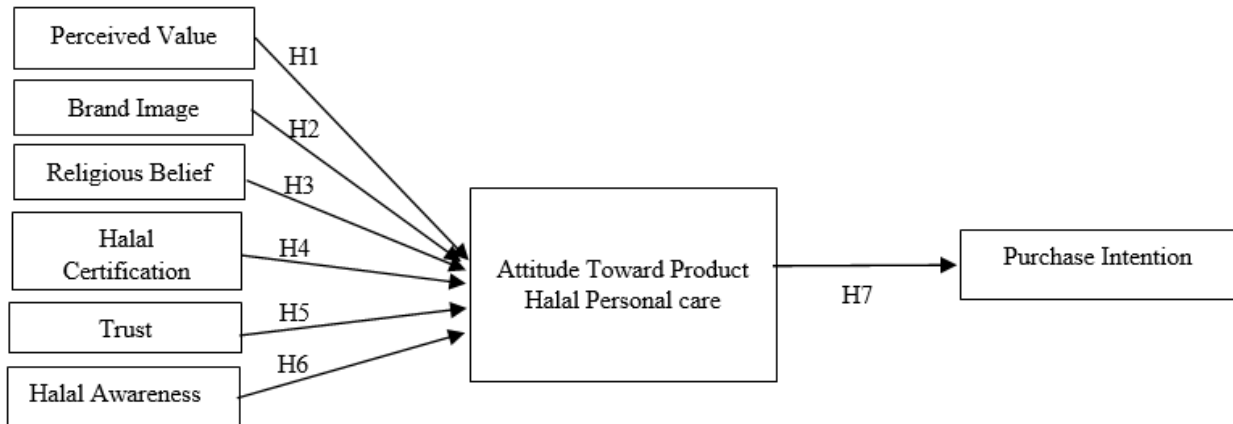 Perceived Value
H1
Brand Image
H2
Religious Belief
H3
Halal
Certification
H4
Trust
H5
Halal Awareness
H6
Attitude Toward Product
Halal Personal care
H7
Purchase Intention